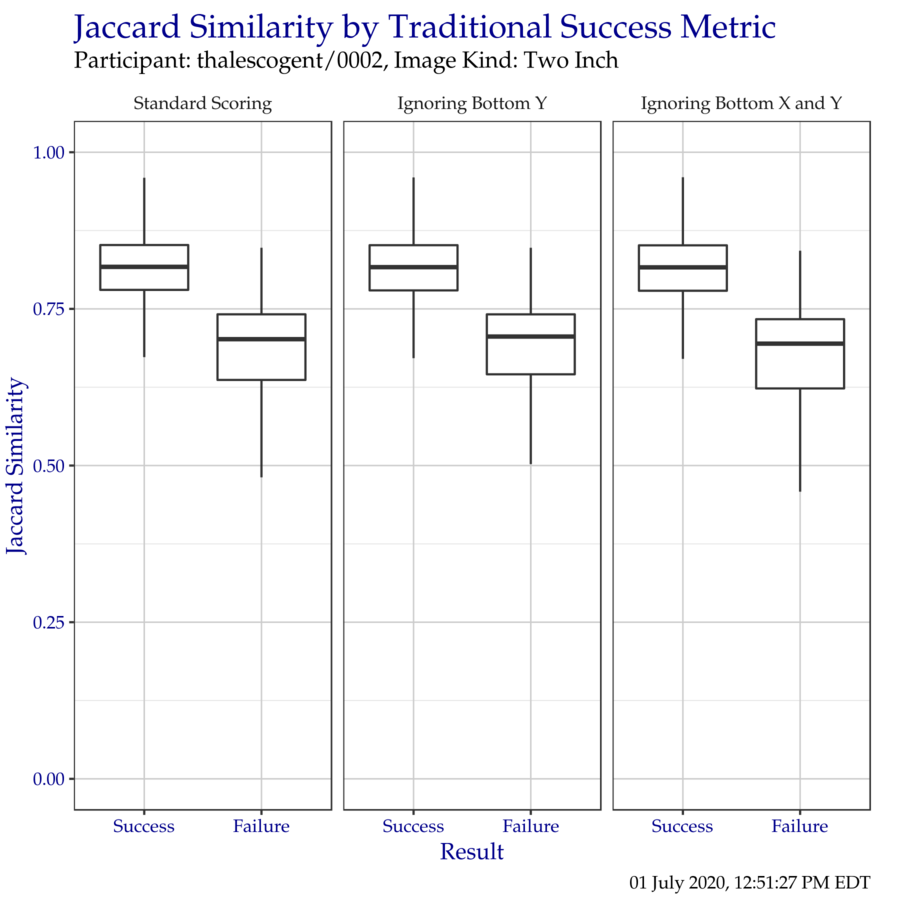 Jaccard Similarity by Traditional Success Metric
Participant: thalescogent/0002, Image Kind: Two Inch
Standard Scoring
Ignoring Bottom Y
Ignoring Bottom X and Y
Jaccard Similarity
1.00
0.75
0.50
0.25
0.00
Success Failure
Success Failure
Success Failure
Result
01 July 2020, 12:51:27 PM EDT